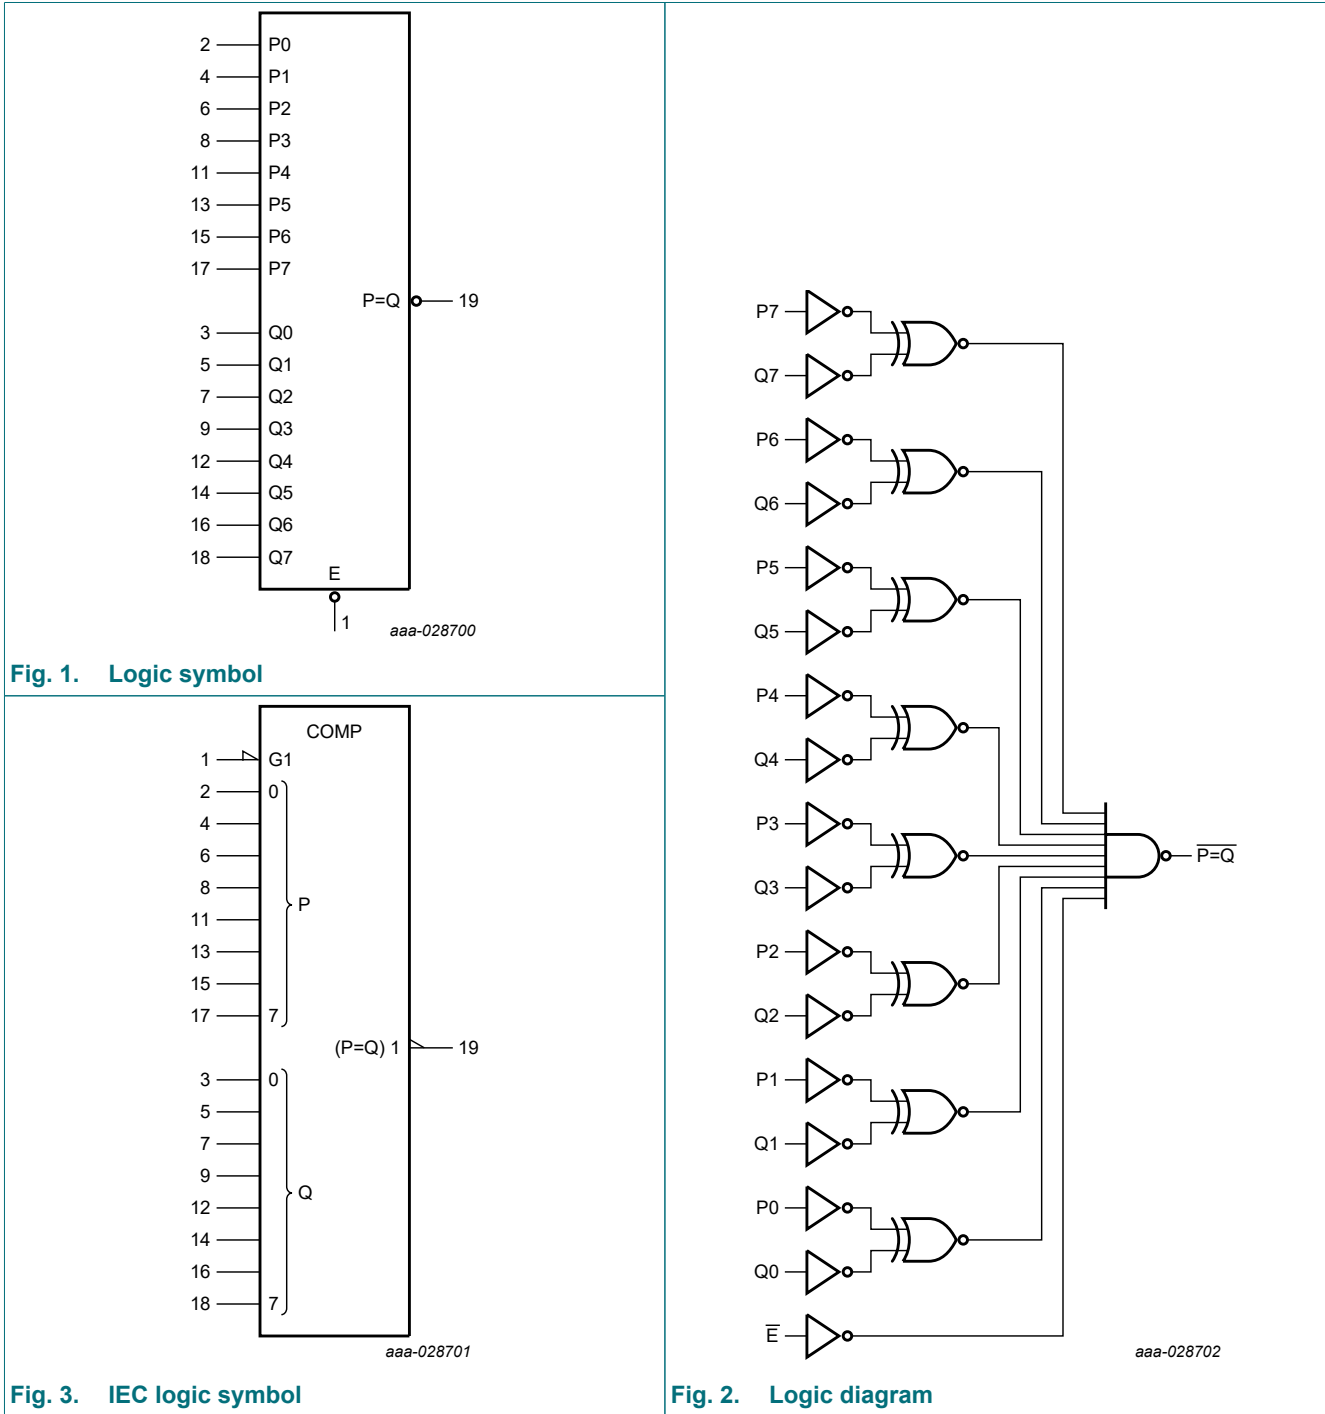 2 P0
4 P1
6 P2
8 P3
11 P4
13 P5
15 P6
17 P7
P=Q 19
3 Q0
5 Q1
7 Q2
9 Q3
12 Q4
14 Q5
16 Q6
18 Q7
E
1
aaa-028700
Fig. 1. Logic symbol
COMP
1 G1
2 0
4
6
8
11 P
13
15
17 7
(P=Q) 1 19
3 0
5
7
9
12 Q
14
16
18 7
aaa-028701
Fig. 3. IEC logic symbol
P7
Q7
P6
Q6
P5
Q5
P4
Q4
P3
P=Q
Q3
P2
Q2
P1
Q1
P0
Q0
E
aaa-028702
Fig. 2. Logic diagram